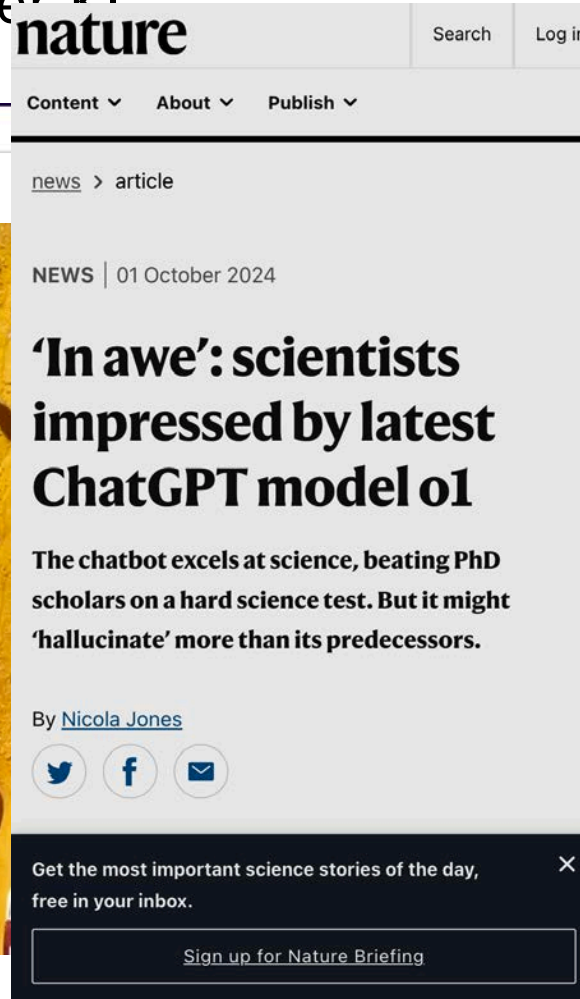 nature
Search
Log in
Content
About
Publish
news > article
NEWS | 01 October 2024
‘In awe’: scientists
impressed by latest
ChatGPT model o1
The chatbot excels at science, beating PhD
scholars on a hard science test. But it might
‘hallucinate’ more than its predecessors.
By Nicola Jones
Get the most important science stories of the day,
free in your inbox.
Sign up for Nature Briefing